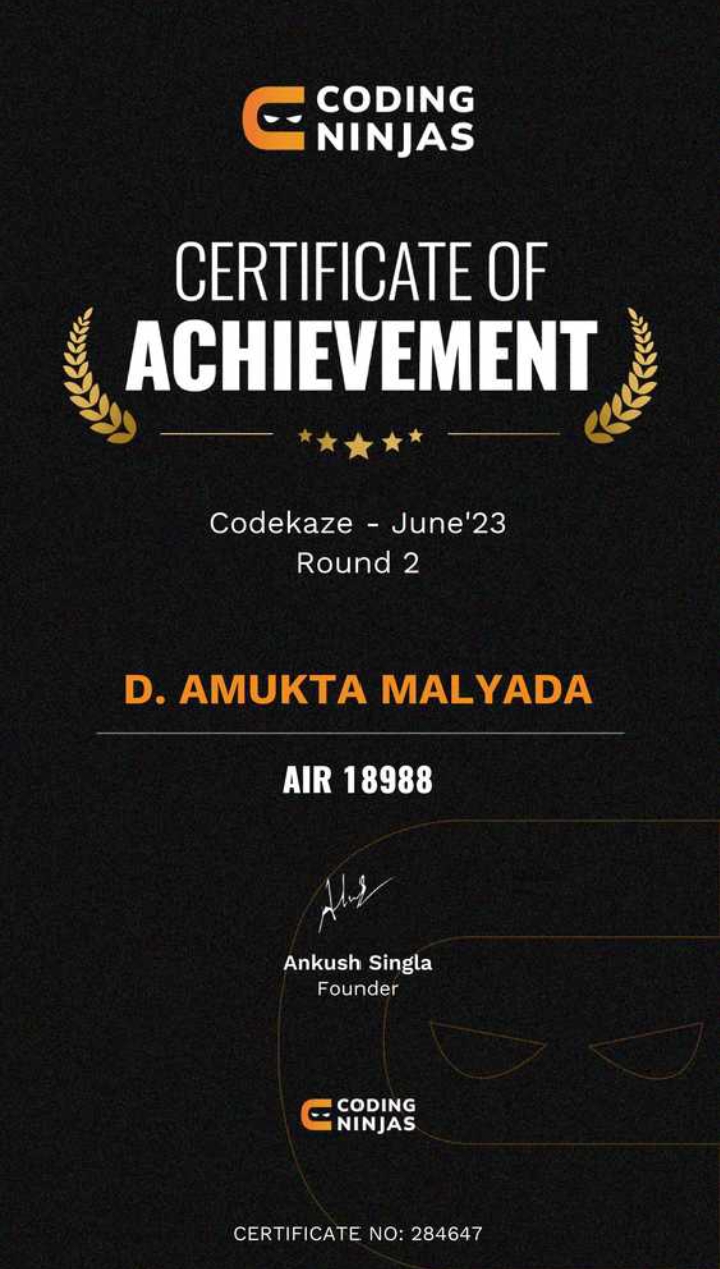 CODING
NINJAS
CERTIFICATE OF
ACHIEVEMENT
Codekaze - June'23
Round 2
D. AMUKTA MALYADA
AIR 18988
Ankush Singla
Founder
CODING
NINJAS
CERTIFICATE NO: 284647